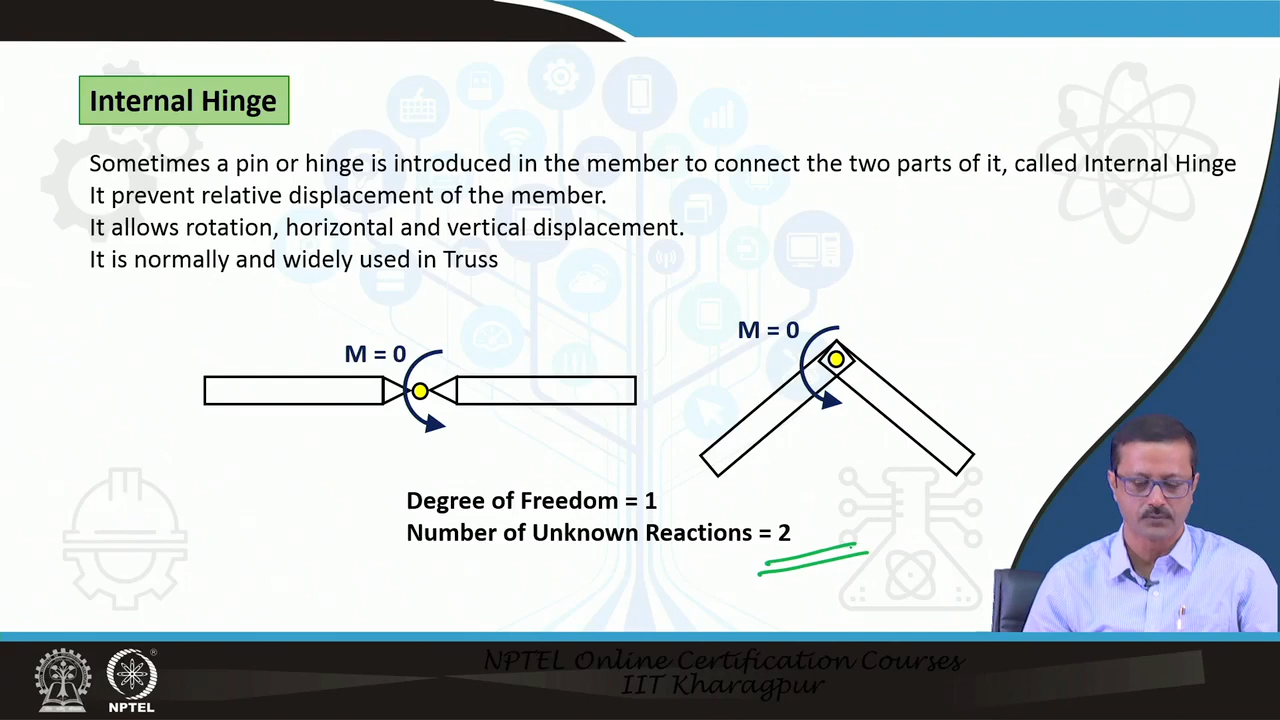 Internal Hinge
Sometimes a pin or hinge is introduced in the member to connect the two parts of it, called Internal Hinge
It prevent relative displacement of the member.
It allows rotation, horizontal and vertical displacement.
It is normally and widely used in Truss
M = 0
M = 0
Degree of Freedom = 1
Number of Unknown Reactions = 2
NPTEL Online Certification Courses
IIT Kharagpur
NPTEL